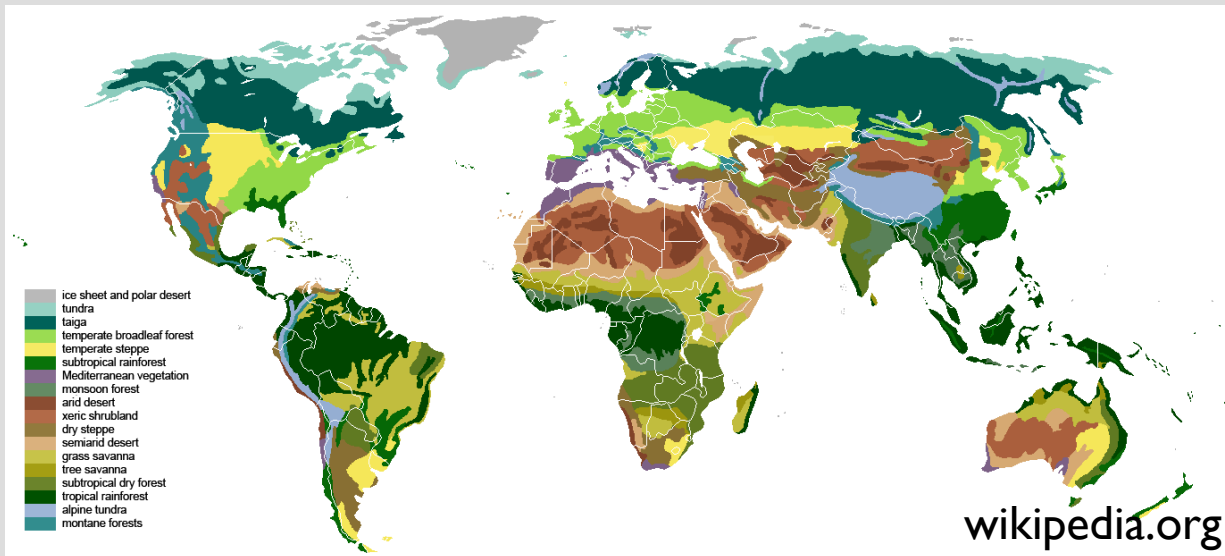 ice sheet and polar desert
tundra
taiga
temperate broadleaf forest
temperate steppe
subtropical rainforest
Mediterranean vegetation
monsoon forest
arid desert
xeric shrubland
dry steppe
semiarid desert
grass savanna
tree savanna
subtropical dry forest
tropical rainforest
alpine tundra
montane forests
wikipedia.org